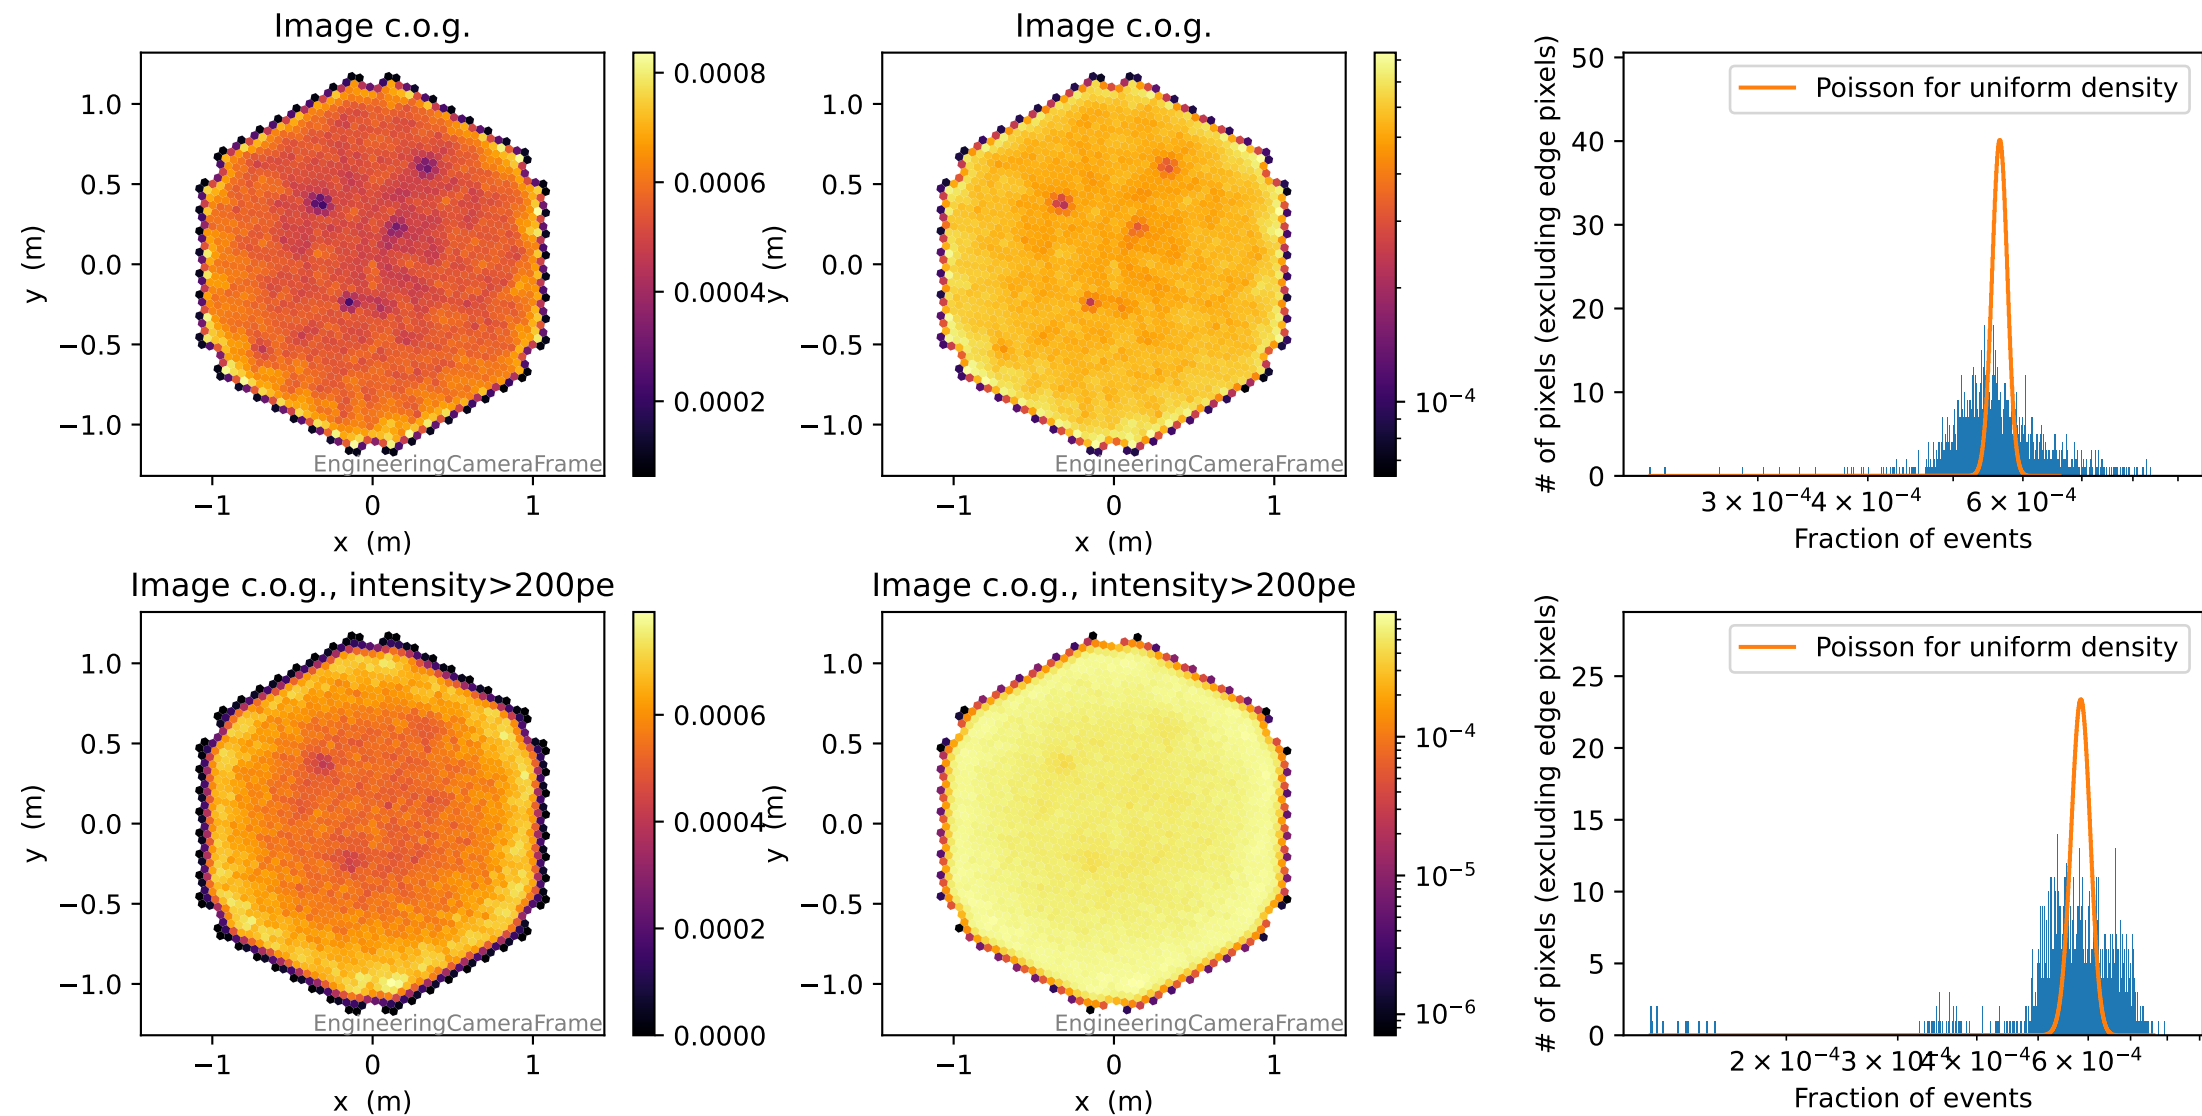 Image c.o.g.
1.0
0.5
0.0
−0.5
−1.0
y (m)
−1 0 1
x (m)
EngineeringCameraFrame
0.0008
0.0006
0.0004
0.0002
Image c.o.g.
1.0
0.5
0.0
−0.5
−1.0
y (m)
−1 0 1
x (m)
EngineeringCameraFrame
10⁻⁴
50
40
30
20
10
0
# of pixels (excluding edge pixels)
Poisson for uniform density
3 × 10⁻⁴ 4 × 10⁻⁴ 6 × 10⁻⁴
Fraction of events
Image c.o.g., intensity>200pe
1.0
0.5
0.0
−0.5
−1.0
y (m)
−1 0 1
x (m)
EngineeringCameraFrame
0.0006
0.0004
0.0002
0.0000
Image c.o.g., intensity>200pe
1.0
0.5
0.0
−0.5
−1.0
y (m)
−1 0 1
x (m)
EngineeringCameraFrame
10⁻⁴
10⁻⁵
10⁻⁶
25
20
15
10
5
0
# of pixels (excluding edge pixels)
Poisson for uniform density
2 × 10⁻⁴ 3 × 10⁻⁴ 4 × 10⁻⁴ 6 × 10⁻⁴
Fraction of events